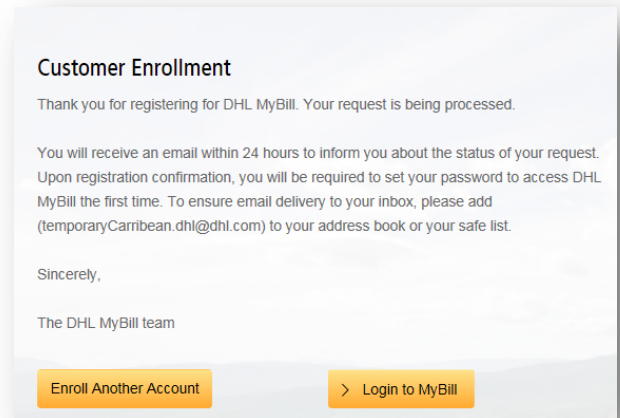 Customer Enrollment
Thank you for registering for DHL MyBill. Your request is being processed.
You will receive an email within 24 hours to inform you about the status of your request.
Upon registration confirmation, you will be required to set your password to access DHL
MyBill the first time. To ensure email delivery to your inbox, please add
(temporaryCarribean.dhl@dhl.com) to your address book or your safe list.
Sincerely,
The DHL MyBill team
Enroll Another Account
> Login to MyBill